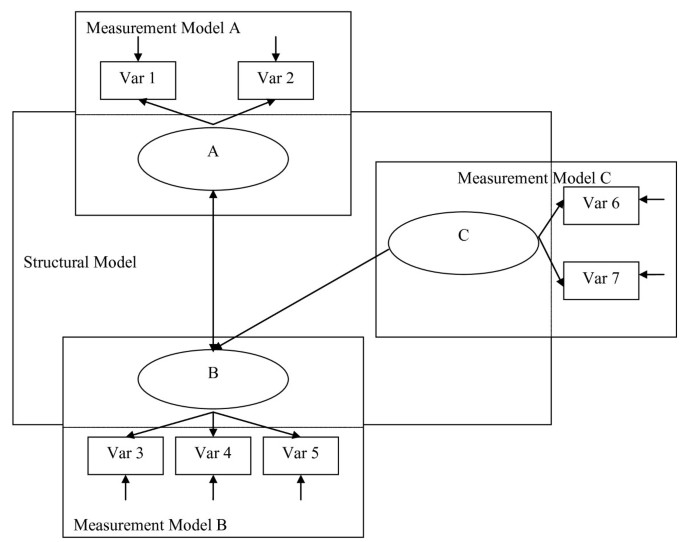 Measurement Model A
Var 1
Var 2
A
Measurement Model C
Var 6
C
Structural Model
Var 7
B
Var 3
Var 4
Var 5
Measurement Model B